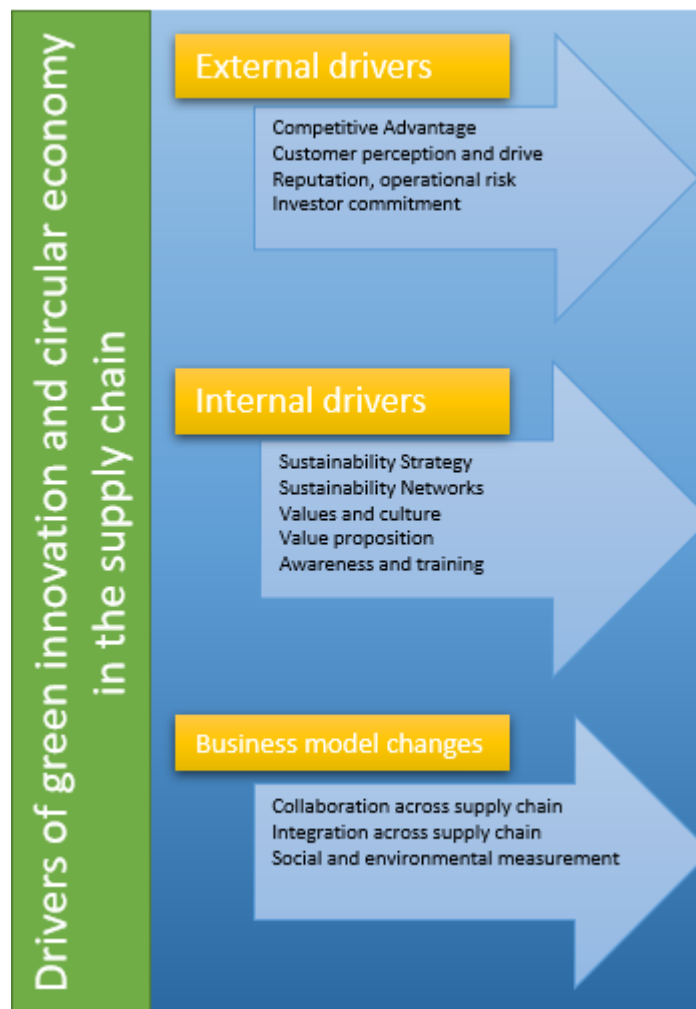 Drivers of green innovation and circular economy
in the supply chain
External drivers
Competitive Advantage
Customer perception and drive
Reputation, operational risk
Investor commitment
Internal drivers
Sustainability Strategy
Sustainability Networks
Values and culture
Value proposition
Awareness and training
Business model changes
Collaboration across supply chain
Integration across supply chain
Social and environmental measurement